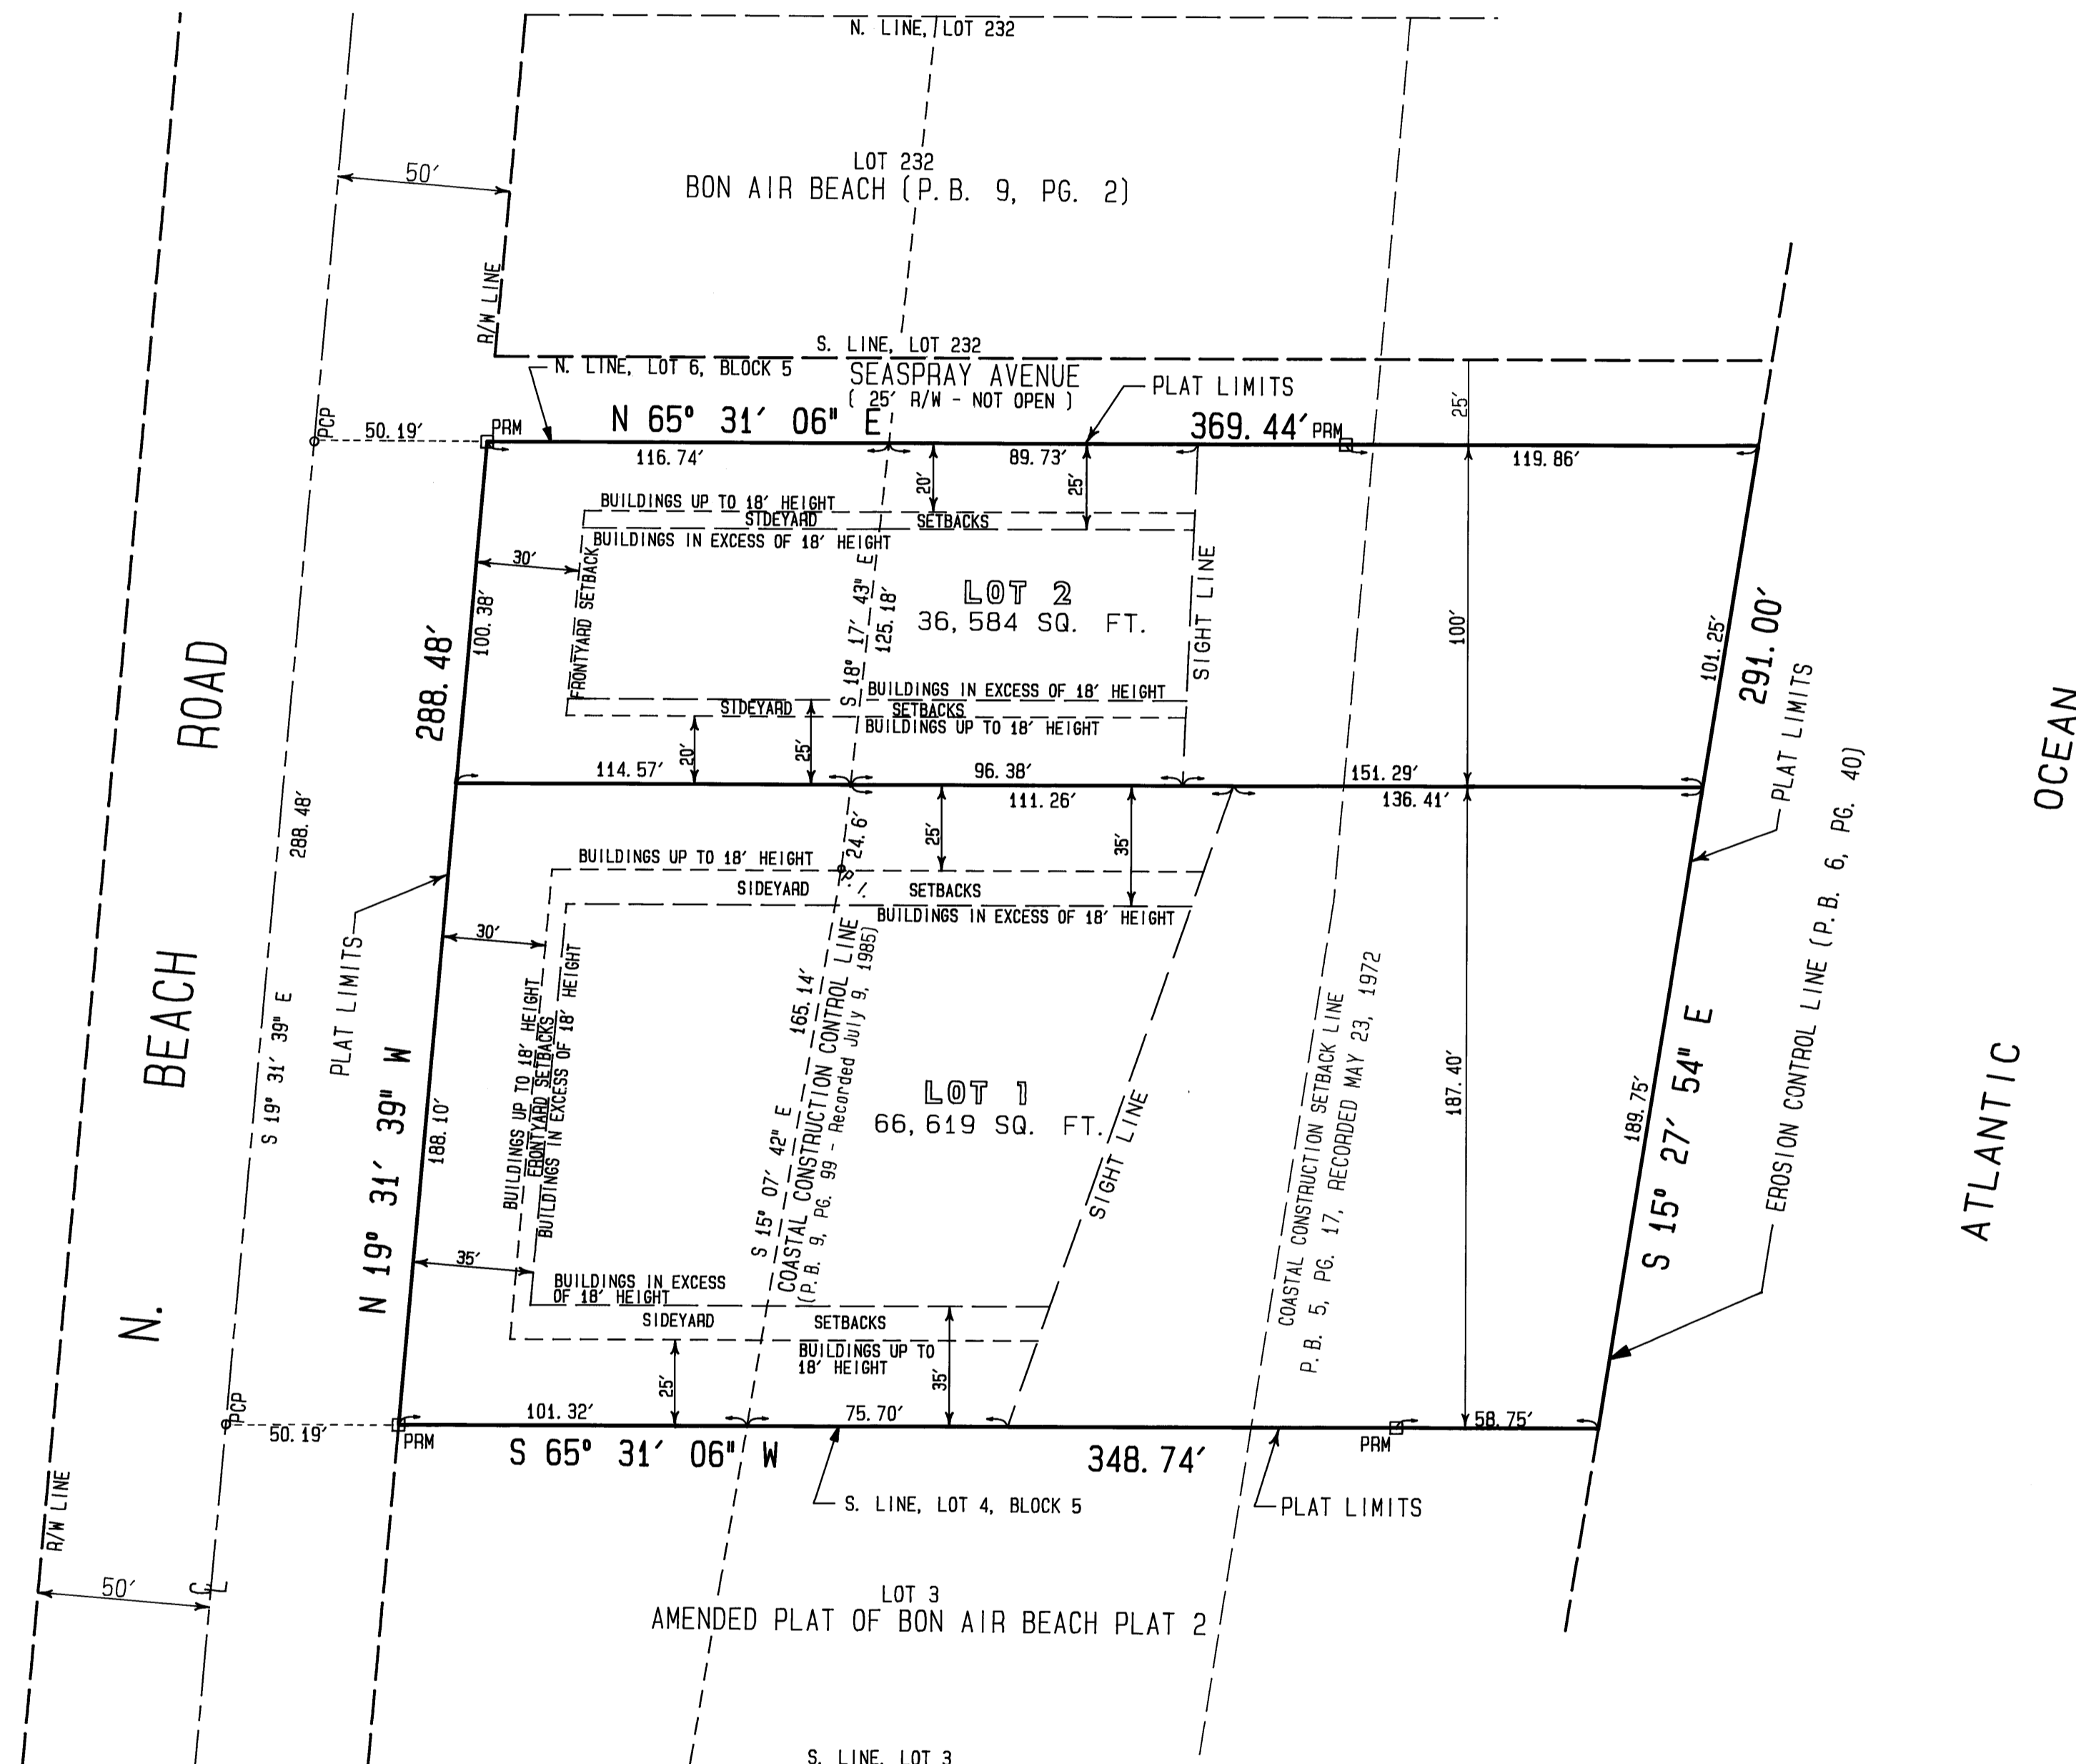 N. LINE, LOT 232
LOT 232
BON AIR BEACH (P.B. 9, PG. 2)
50'
R/W LINE
S. LINE, LOT 232
N. LINE, LOT 6, BLOCK 5
SEASPRAY AVENUE
( 25' R/W - NOT OPEN )
PLAT LIMITS
25'
PCP
50.19'
PRM
N 65° 31' 06" E
369.44'
PRM
116.74'
89.73'
119.86'
20'
25'
BUILDINGS UP TO 18' HEIGHT
SIDEYARD SETBACKS
BUILDINGS IN EXCESS OF 18' HEIGHT
30'
FRONTYARD SETBACK
100.38'
288.48'
S 18° 17' 43" E
125.18'
LOT 2
36,584 SQ. FT.
SIGHT LINE
100'
101.25'
291.00'
PLAT LIMITS
BUILDINGS IN EXCESS OF 18' HEIGHT
SIDEYARD SETBACKS
BUILDINGS UP TO 18' HEIGHT
20'
25'
114.57'
96.38'
151.29'
111.26'
136.41'
24.6'
P.I.
25'
35'
BUILDINGS UP TO 18' HEIGHT
SIDEYARD SETBACKS
BUILDINGS IN EXCESS OF 18' HEIGHT
30'
BUILDINGS UP TO 18' HEIGHT
FRONTYARD SETBACKS
BUILDINGS IN EXCESS OF 18' HEIGHT
N. BEACH ROAD
288.48'
S 19° 31' 39" E
PLAT LIMITS
N 19° 31' 39" W
188.10'
165.14'
S 15° 07' 42" E
COASTAL CONSTRUCTION CONTROL LINE
(P.B. 9, PG. 99 - Recorded July 9, 1985)
LOT 1
66,619 SQ. FT.
SIGHT LINE
COASTAL CONSTRUCTION SETBACK LINE
P.B. 5, PG. 17, RECORDED MAY 23, 1972
187.40'
189.75'
S 15° 27' 54" E
EROSION CONTROL LINE (P.B. 6, PG. 40)
ATLANTIC OCEAN
35'
BUILDINGS IN EXCESS
OF 18' HEIGHT
SIDEYARD SETBACKS
BUILDINGS UP TO
18' HEIGHT
25'
35'
PCP
50.19'
PRM
101.32'
75.70'
58.75'
PRM
S 65° 31' 06" W
348.74'
S. LINE, LOT 4, BLOCK 5
PLAT LIMITS
R/W LINE
50'
CL
LOT 3
AMENDED PLAT OF BON AIR BEACH PLAT 2
S. LINE, LOT 3